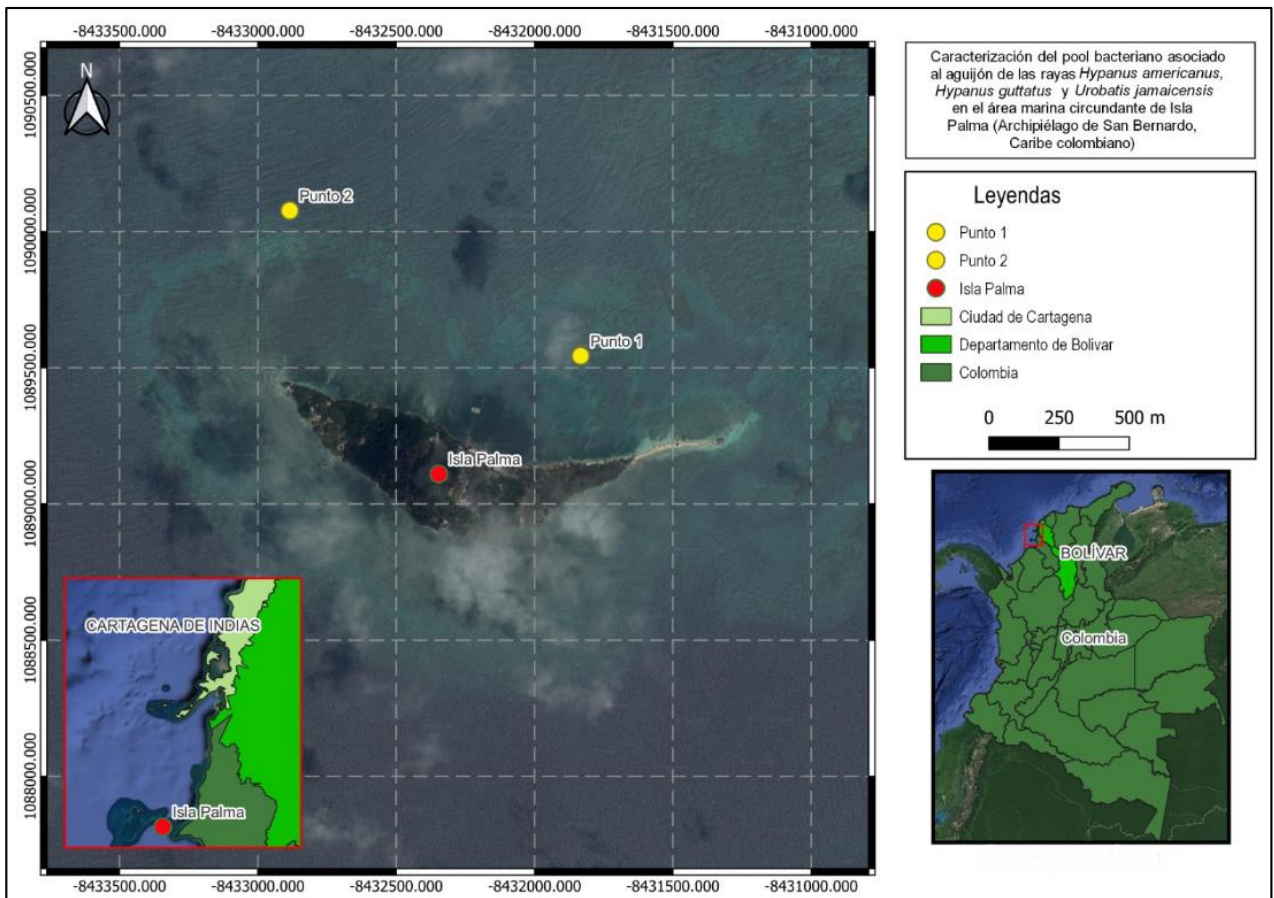 -8433500.000 -8433000.000 -8432500.000 -8432000.000 -8431500.000 -8431000.000
N
1090500.000
1090000.000
1089500.000
1089000.000
1088500.000
1088000.000
Punto 2
Punto 1
Isla Palma
CARTAGENA DE INDIAS
Isla Palma
-8433500.000 -8433000.000 -8432500.000 -8432000.000 -8431500.000 -8431000.000
Caracterización del pool bacteriano asociado
al aguijón de las rayas Hypanus americanus,
Hypanus guttatus y Urobatis jamaicensis
en el área marina circundante de Isla
Palma (Archipiélago de San Bernardo,
Caribe colombiano)
Leyendas
Punto 1
Punto 2
Isla Palma
Ciudad de Cartagena
Departamento de Bolivar
Colombia
0 250 500 m
BOLÍVAR
Colombia